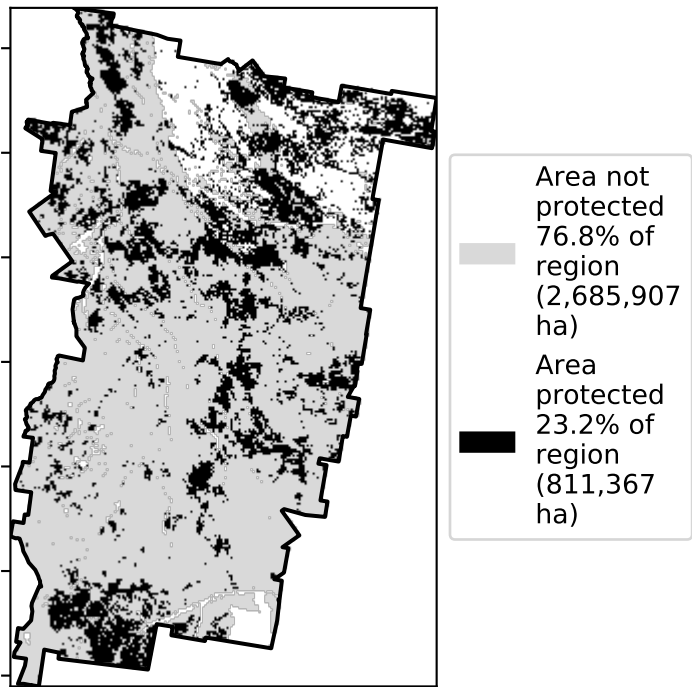 Area not
protected
76.8% of
region
(2,685,907
ha)
Area
protected
23.2% of
region
(811,367
ha)